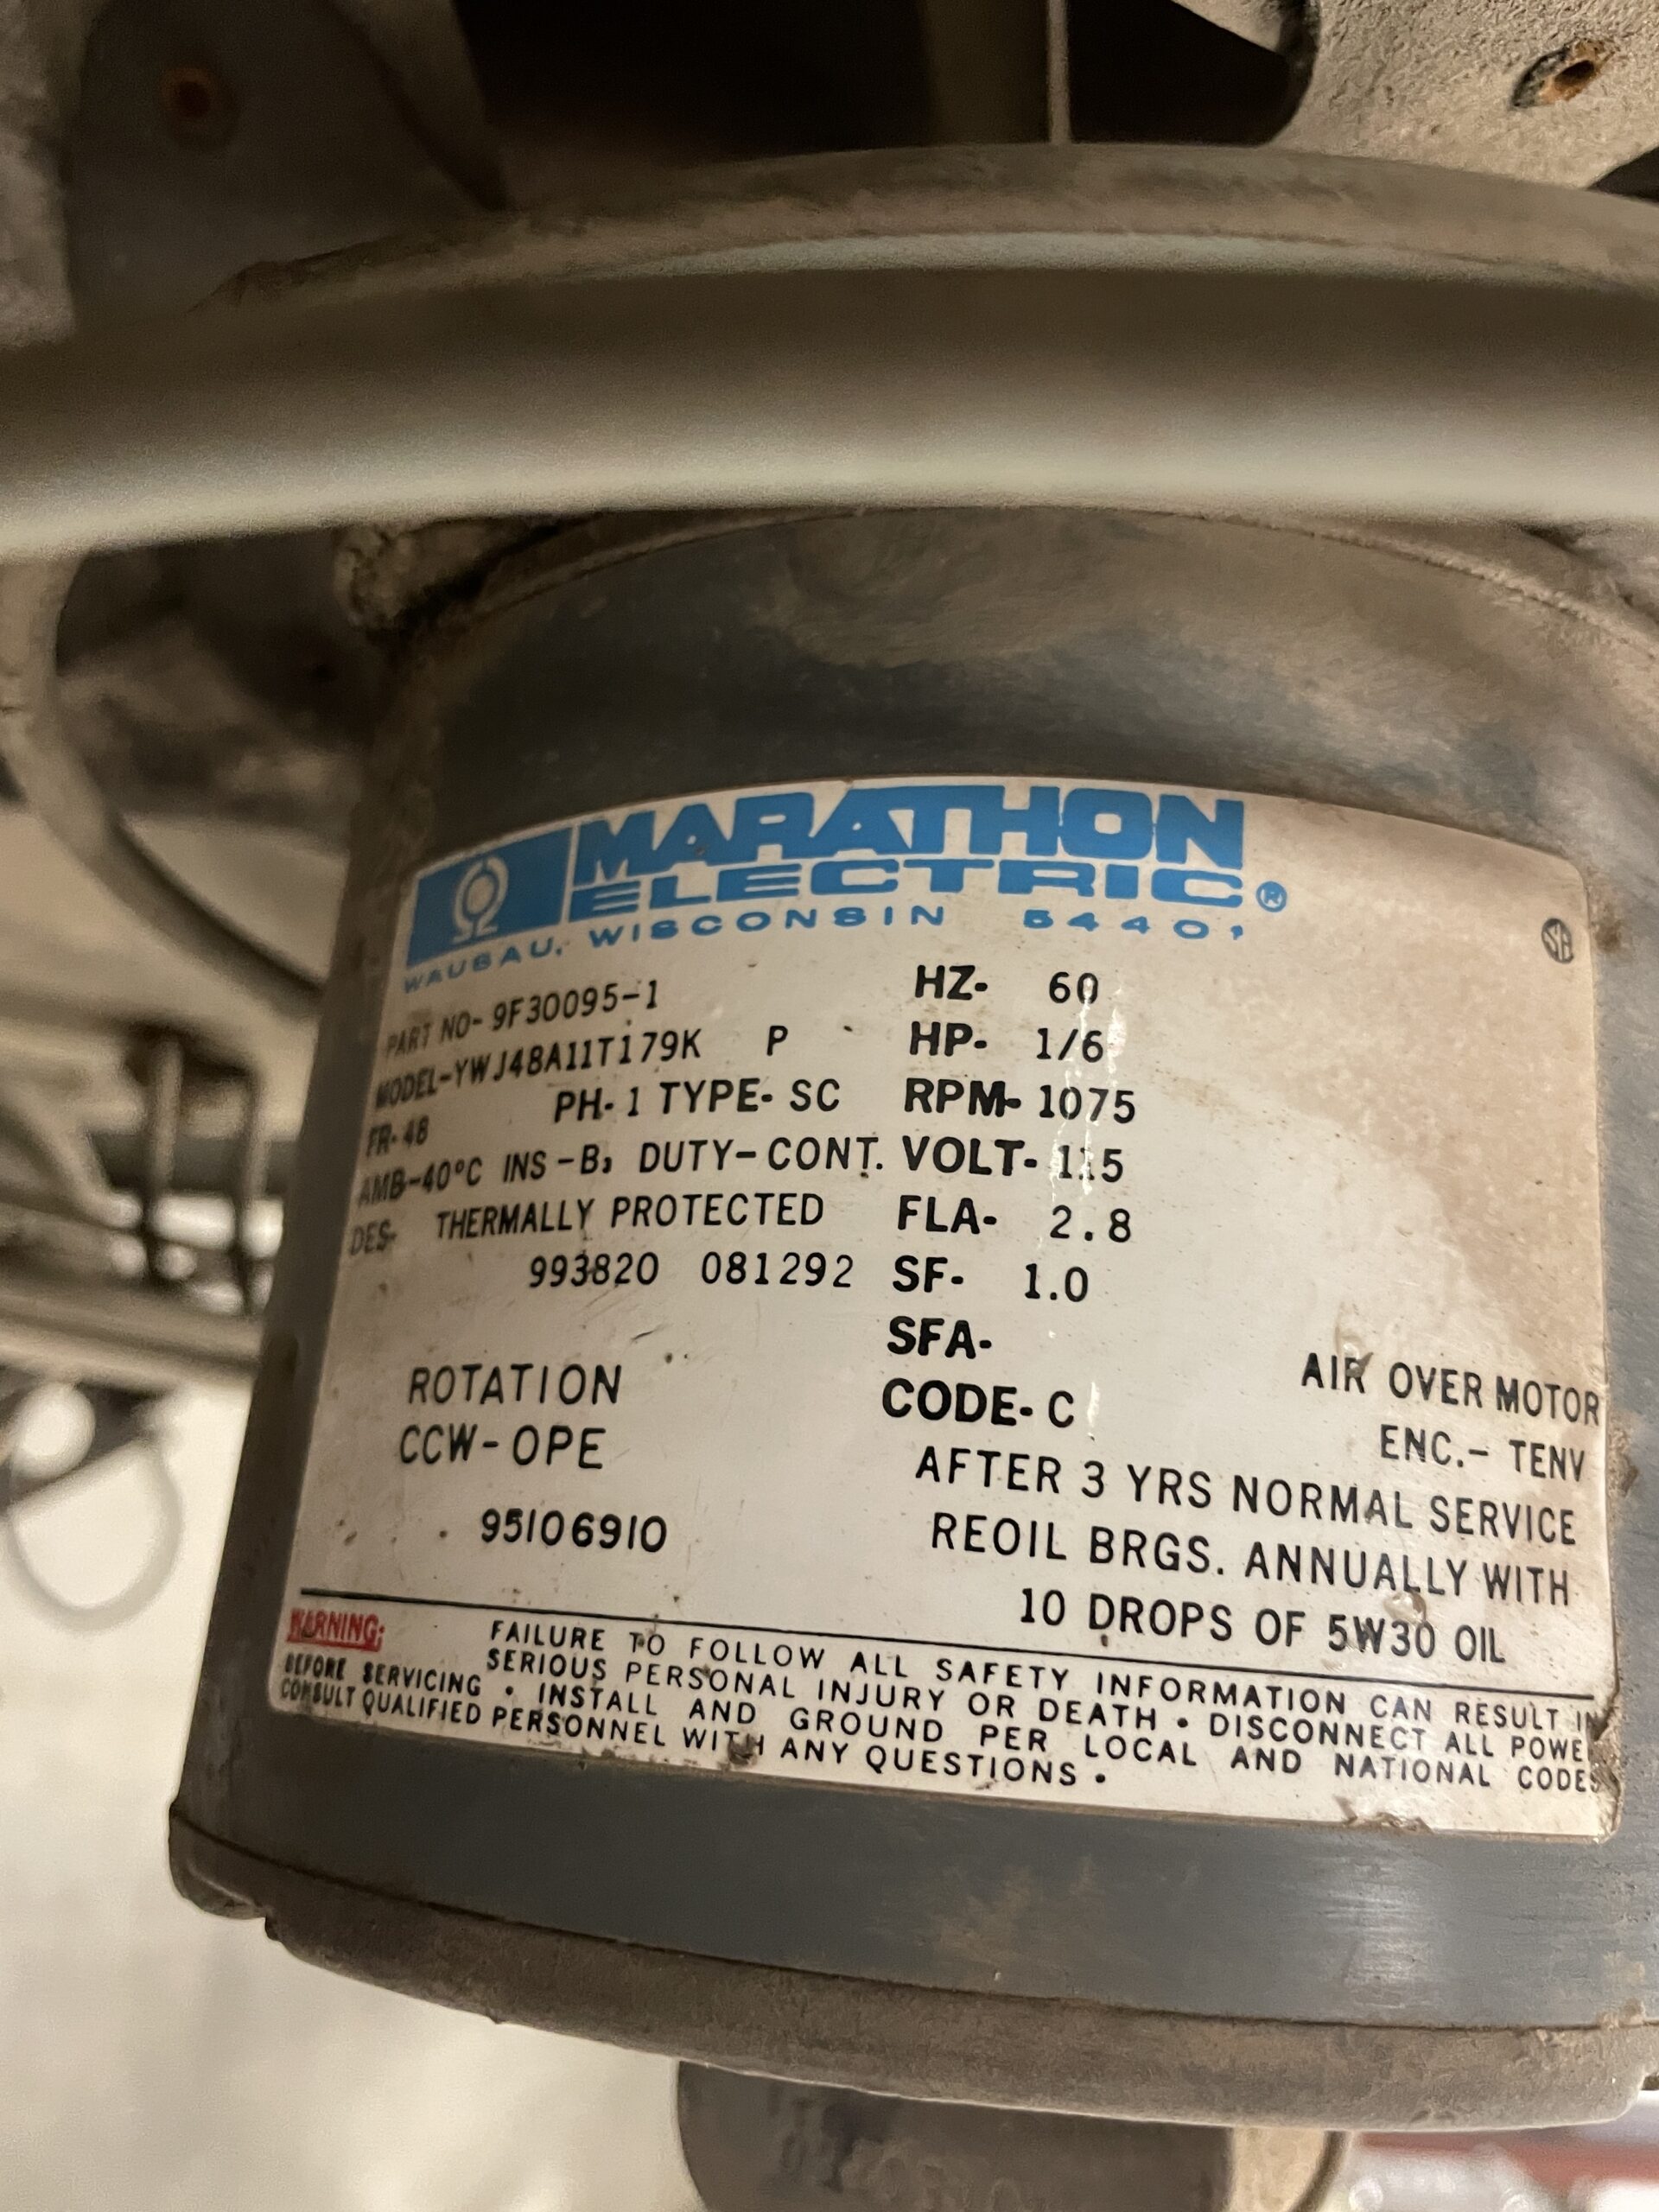 MARATHON
ELECTRIC®
WAUSAU, WISCONSIN 54401
SA
PART NO- 9F30095-1
MODEL-YWJ48A11T179K P
FR-48 PH-1 TYPE- SC
AMB-40°C INS-B, DUTY-CONT.
DES- THERMALLY PROTECTED
993820 081292
HZ- 60
HP- 1/6
RPM- 1075
VOLT- 115
FLA- 2.8
SF- 1.0
SFA-
CODE- C
ROTATION
CCW-OPE
95106910
AIR OVER MOTOR
ENC.- TENV
AFTER 3 YRS NORMAL SERVICE
REOIL BRGS. ANNUALLY WITH
10 DROPS OF 5W30 OIL
WARNING: FAILURE TO FOLLOW ALL SAFETY INFORMATION CAN RESULT IN
SERIOUS PERSONAL INJURY OR DEATH • DISCONNECT ALL POWER
BEFORE SERVICING • INSTALL AND GROUND PER LOCAL AND NATIONAL CODES
CONSULT QUALIFIED PERSONNEL WITH ANY QUESTIONS •